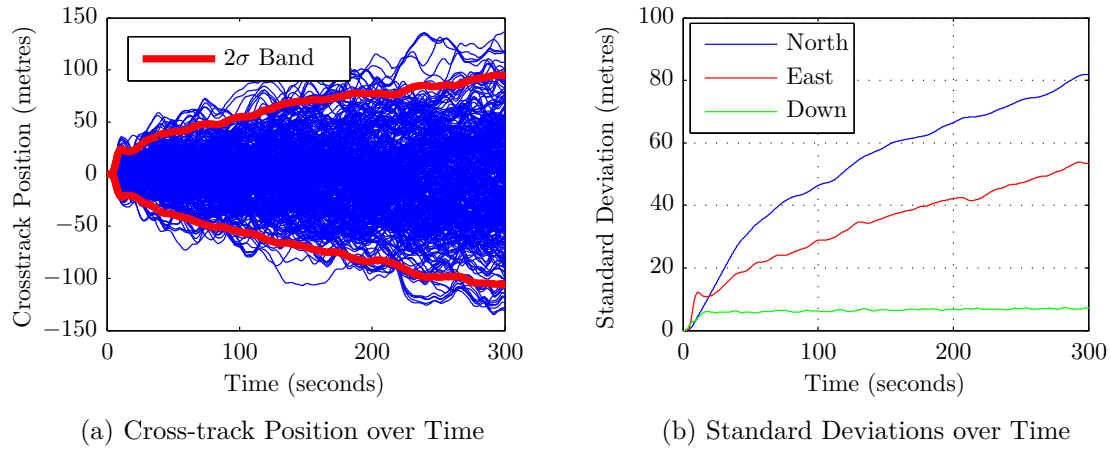 150
100
50
0
−50
−100
−150
Crosstrack Position (metres)
2σ Band
0
100
200
300
Time (seconds)
(a) Cross-track Position over Time
100
80
60
40
20
0
Standard Deviation (metres)
North
East
Down
0
100
200
300
Time (seconds)
(b) Standard Deviations over Time